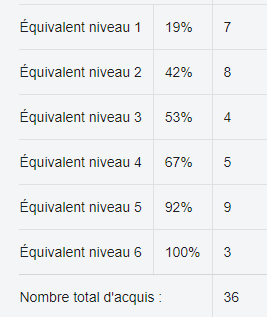 Équivalent niveau 1 19% 7
Équivalent niveau 2 42% 8
Équivalent niveau 3 53% 4
Équivalent niveau 4 67% 5
Équivalent niveau 5 92% 9
Équivalent niveau 6 100% 3
Nombre total d'acquis : 36